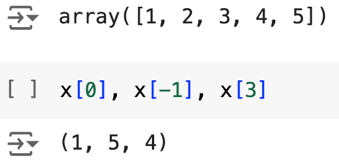 array([1, 2, 3, 4, 5])
[ ] x[0], x[-1], x[3]
(1, 5, 4)